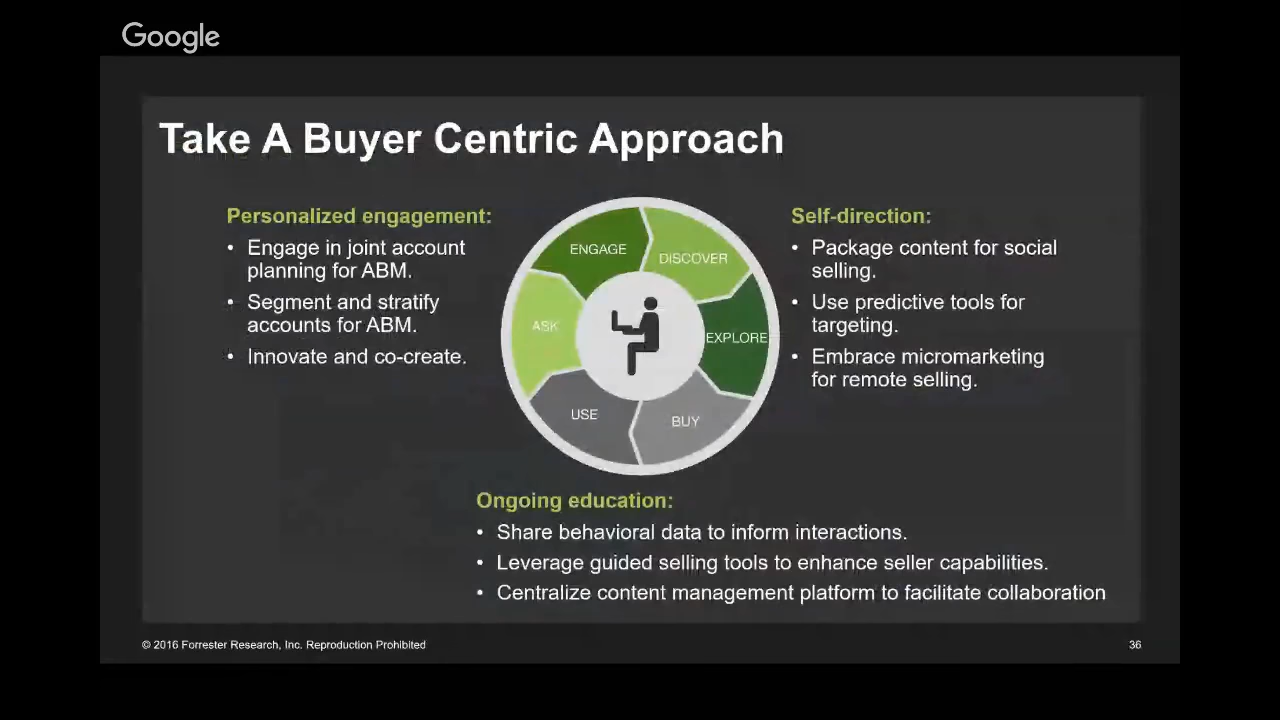 Google
Take A Buyer Centric Approach
Personalized engagement:
• Engage in joint account
planning for ABM.
• Segment and stratify
accounts for ABM.
• Innovate and co-create.
ENGAGE
DISCOVER
ASK
EXPLORE
USE
BUY
Self-direction:
• Package content for social
selling.
• Use predictive tools for
targeting.
• Embrace micromarketing
for remote selling.
Ongoing education:
• Share behavioral data to inform interactions.
• Leverage guided selling tools to enhance seller capabilities.
• Centralize content management platform to facilitate collaboration
© 2016 Forrester Research, Inc. Reproduction Prohibited
36